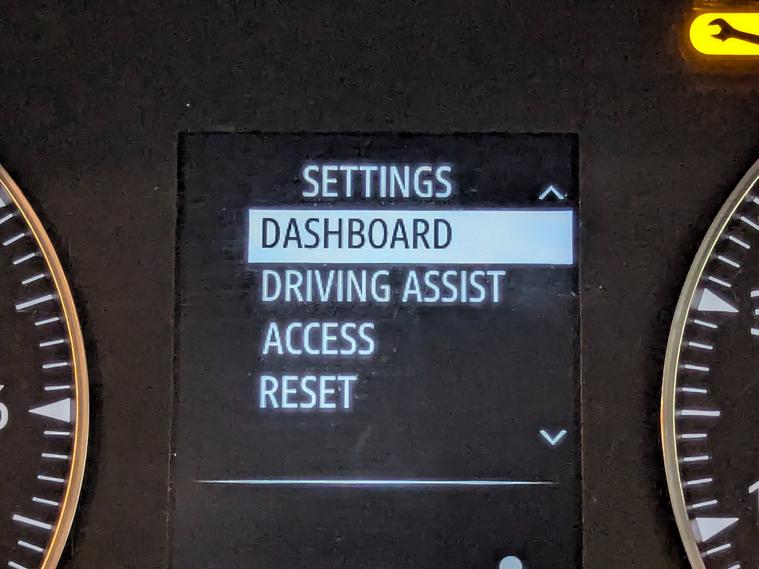 SETTINGS
DASHBOARD
DRIVING ASSIST
ACCESS
RESET